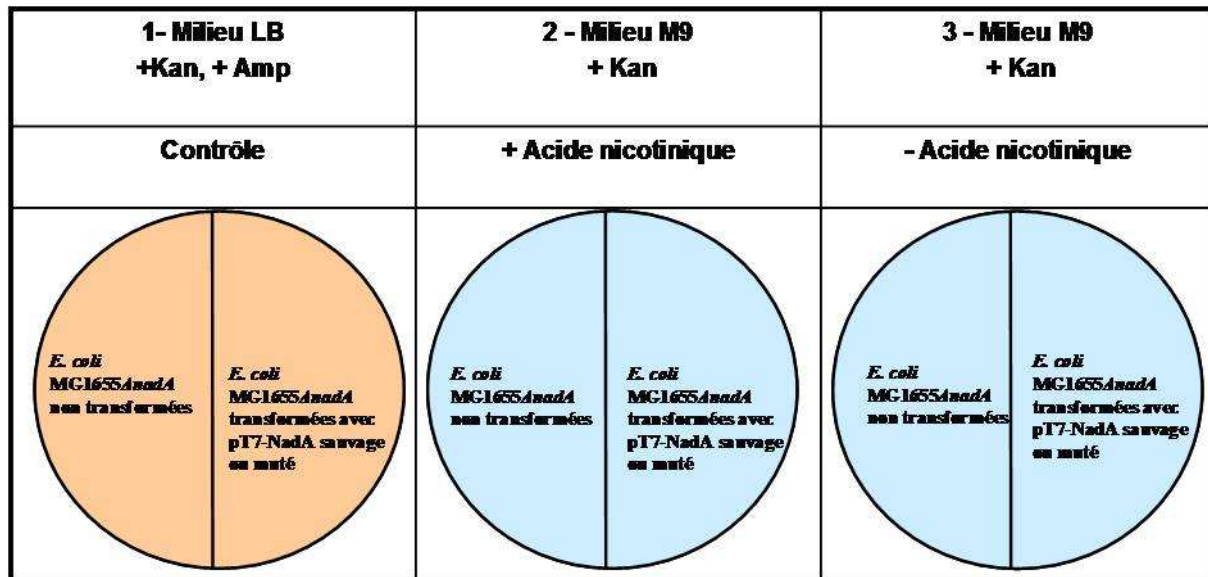 1- Milieu LB
+Kan, + Amp
2 - Milieu M9
+ Kan
3 - Milieu M9
+ Kan
Contrôle
+ Acide nicotinique
- Acide nicotinique
E. coli
MG1655ΔnadA
non transformées
E. coli
MG1655ΔnadA
transformées avec
pT7-NadA sauvage
ou muté
E. coli
MG1655ΔnadA
non transformées
E. coli
MG1655ΔnadA
transformées avec
pT7-NadA sauvage
ou muté
E. coli
MG1655ΔnadA
non transformées
E. coli
MG1655ΔnadA
transformées avec
pT7-NadA sauvage
ou muté